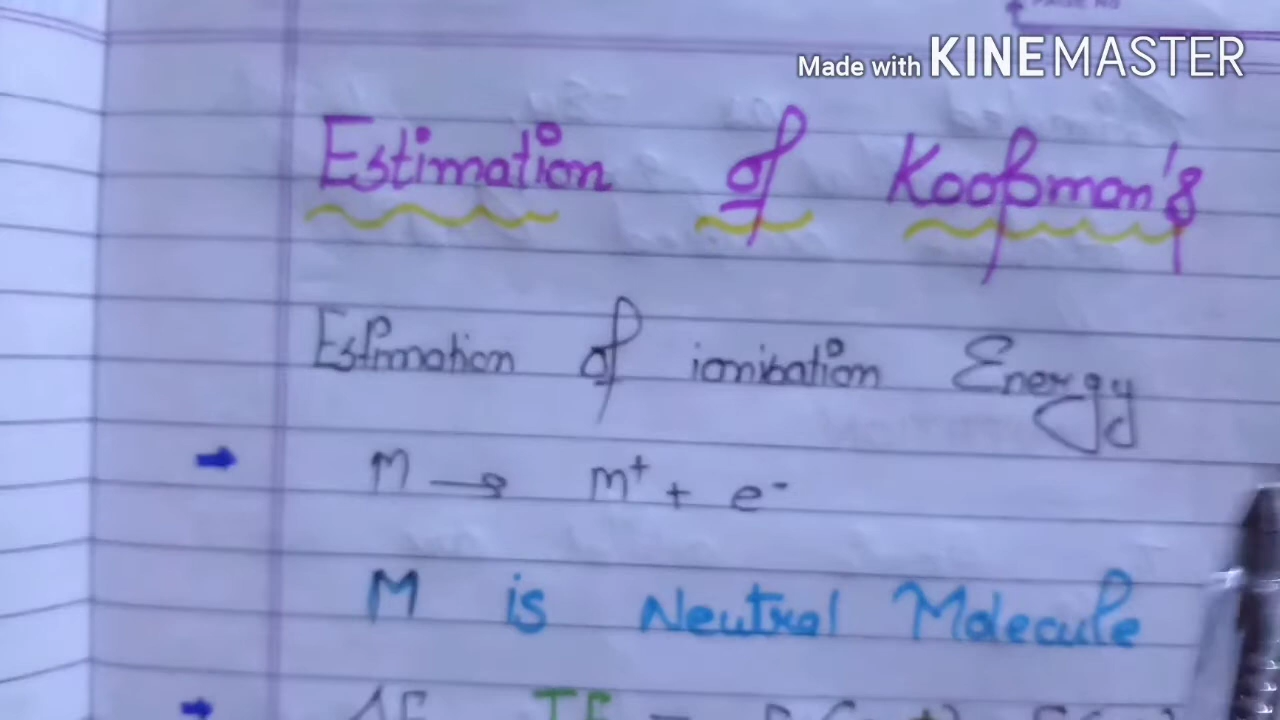 Made with KINEMASTER
Estimation of Koopman's
Estimation of ionisation Energy
M → M⁺ + e⁻
M is Neutral Molecule